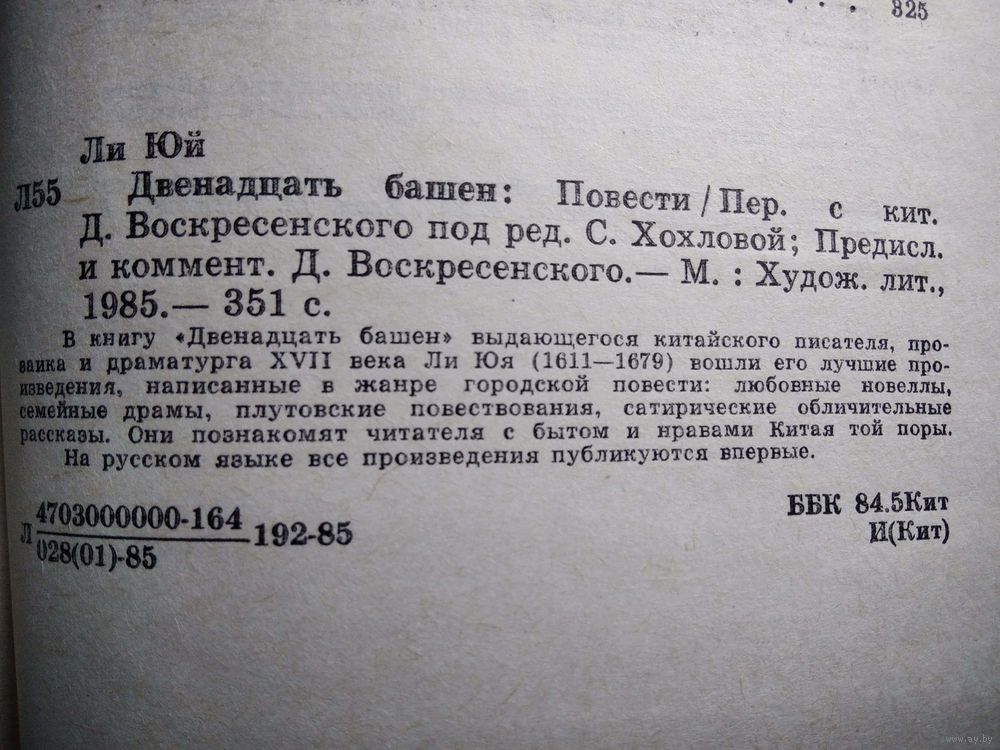 . . . 325
Ли Юй
Л55 Двенадцать башен: Повести / Пер. с кит.
Д. Воскресенского под ред. С. Хохловой; Предисл.
и коммент. Д. Воскресенского.— М. : Худож. лит.,
1985.— 351 с.
В книгу «Двенадцать башен» выдающегося китайского писателя, про-
заика и драматурга XVII века Ли Юя (1611—1679) вошли его лучшие про-
изведения, написанные в жанре городской повести: любовные новеллы,
семейные драмы, плутовские повествования, сатирические обличительные
рассказы. Они познакомят читателя с бытом и нравами Китая той поры.
На русском языке все произведения публикуются впервые.
4703000000-164
Л 192-85
028(01)-85
ББК 84.5Кит
И(Кит)
www.ay.by